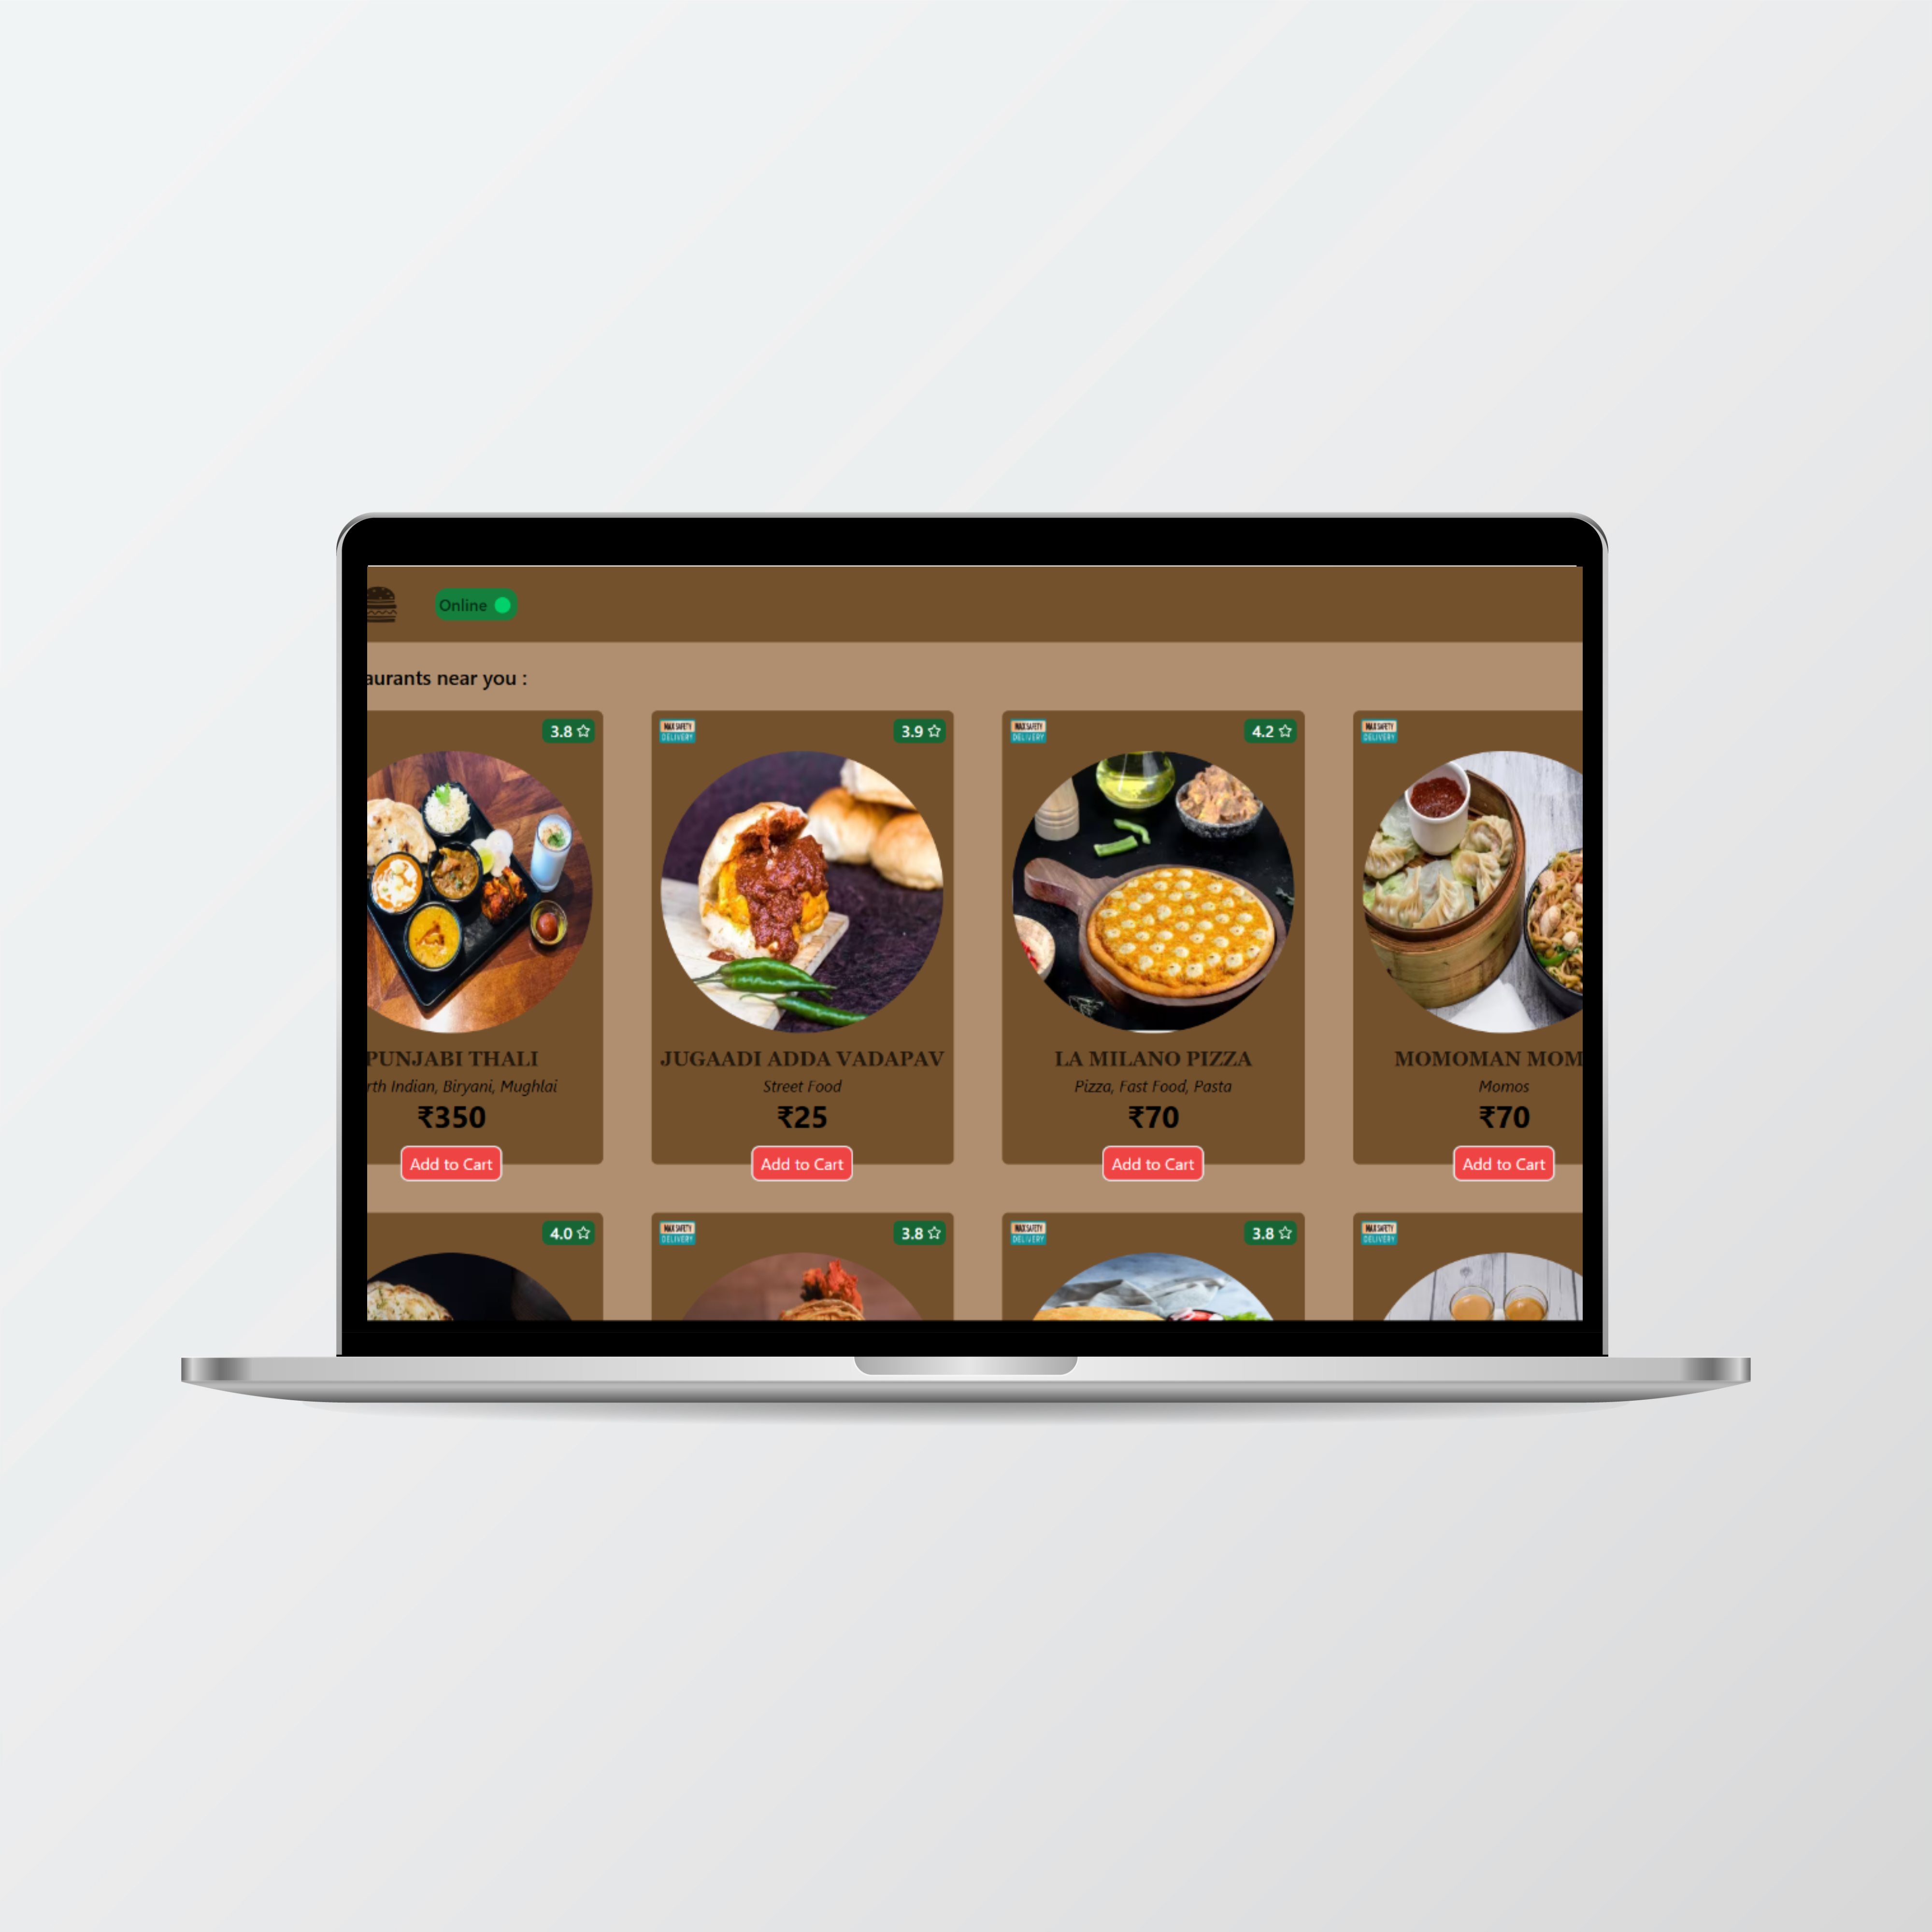 Online
aurants near you :
3.8
MAX SAFETY
DELIVERY
3.9
MAX SAFETY
DELIVERY
4.2
MAX SAFETY
DELIVERY
PUNJABI THALI
rth Indian, Biryani, Mughlai
₹350
Add to Cart
JUGAADI ADDA VADAPAV
Street Food
₹25
Add to Cart
LA MILANO PIZZA
Pizza, Fast Food, Pasta
₹70
Add to Cart
MOMOMAN MOM
Momos
₹70
Add to Cart
4.0
MAX SAFETY
DELIVERY
3.8
MAX SAFETY
DELIVERY
3.8
MAX SAFETY
DELIVERY